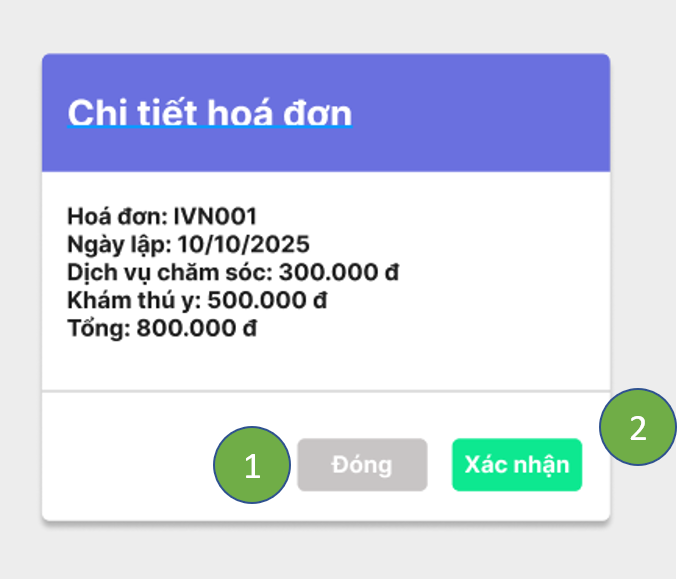 Chi tiết hoá đơn
Hoá đơn: IVN001
Ngày lập: 10/10/2025
Dịch vụ chăm sóc: 300.000 đ
Khám thú y: 500.000 đ
Tổng: 800.000 đ
1
Đóng
Xác nhận
2